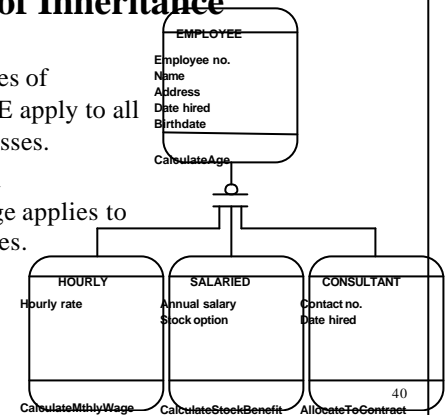 of Inheritance
es of
E apply to all
sses.
ge applies to
es.
EMPLOYEE
Employee no.
Name
Address
Date hired
Birthdate
CalculateAge
HOURLY
Hourly rate
CalculateMthlyWage
SALARIED
Annual salary
Stock option
CalculateStockBenefit
CONSULTANT
Contact no.
Date hired
AllocateToContract
40